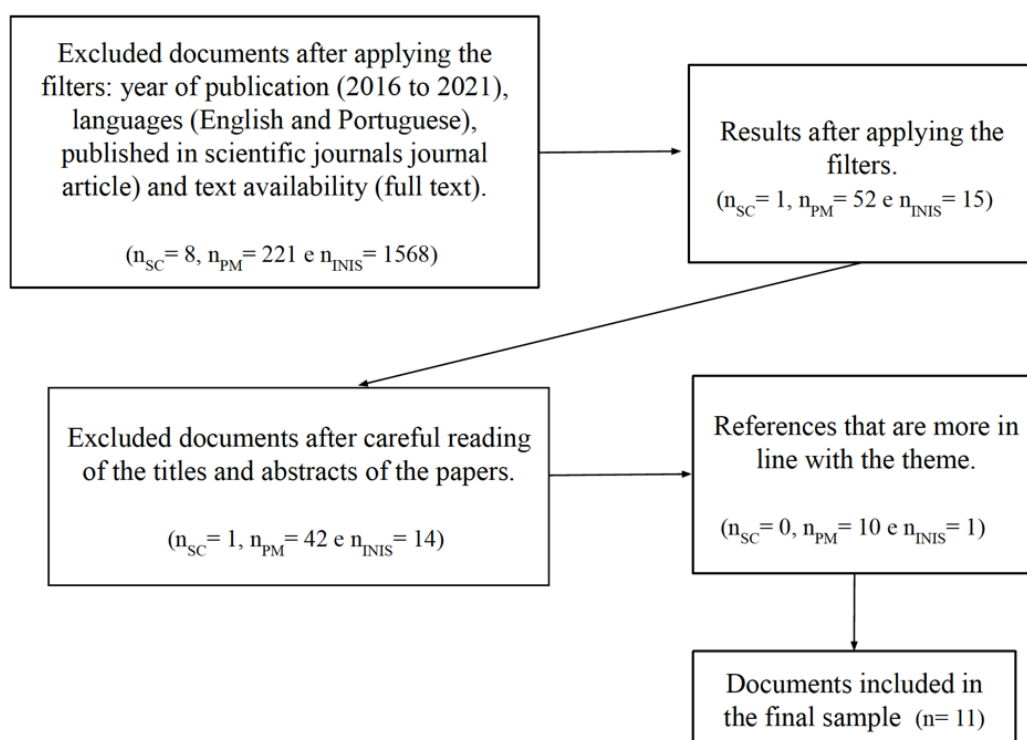 Excluded documents after applying the
filters: year of publication (2016 to 2021),
languages (English and Portuguese),
published in scientific journals journal
article) and text availability (full text).
(nSC= 8, nPM= 221 e nINIS= 1568)
Results after applying the
filters.
(nSC= 1, nPM= 52 e nINIS= 15)
Excluded documents after careful reading
of the titles and abstracts of the papers.
(nSC= 1, nPM= 42 e nINIS= 14)
References that are more in
line with the theme.
(nSC= 0, nPM= 10 e nINIS= 1)
Documents included in
the final sample (n= 11)